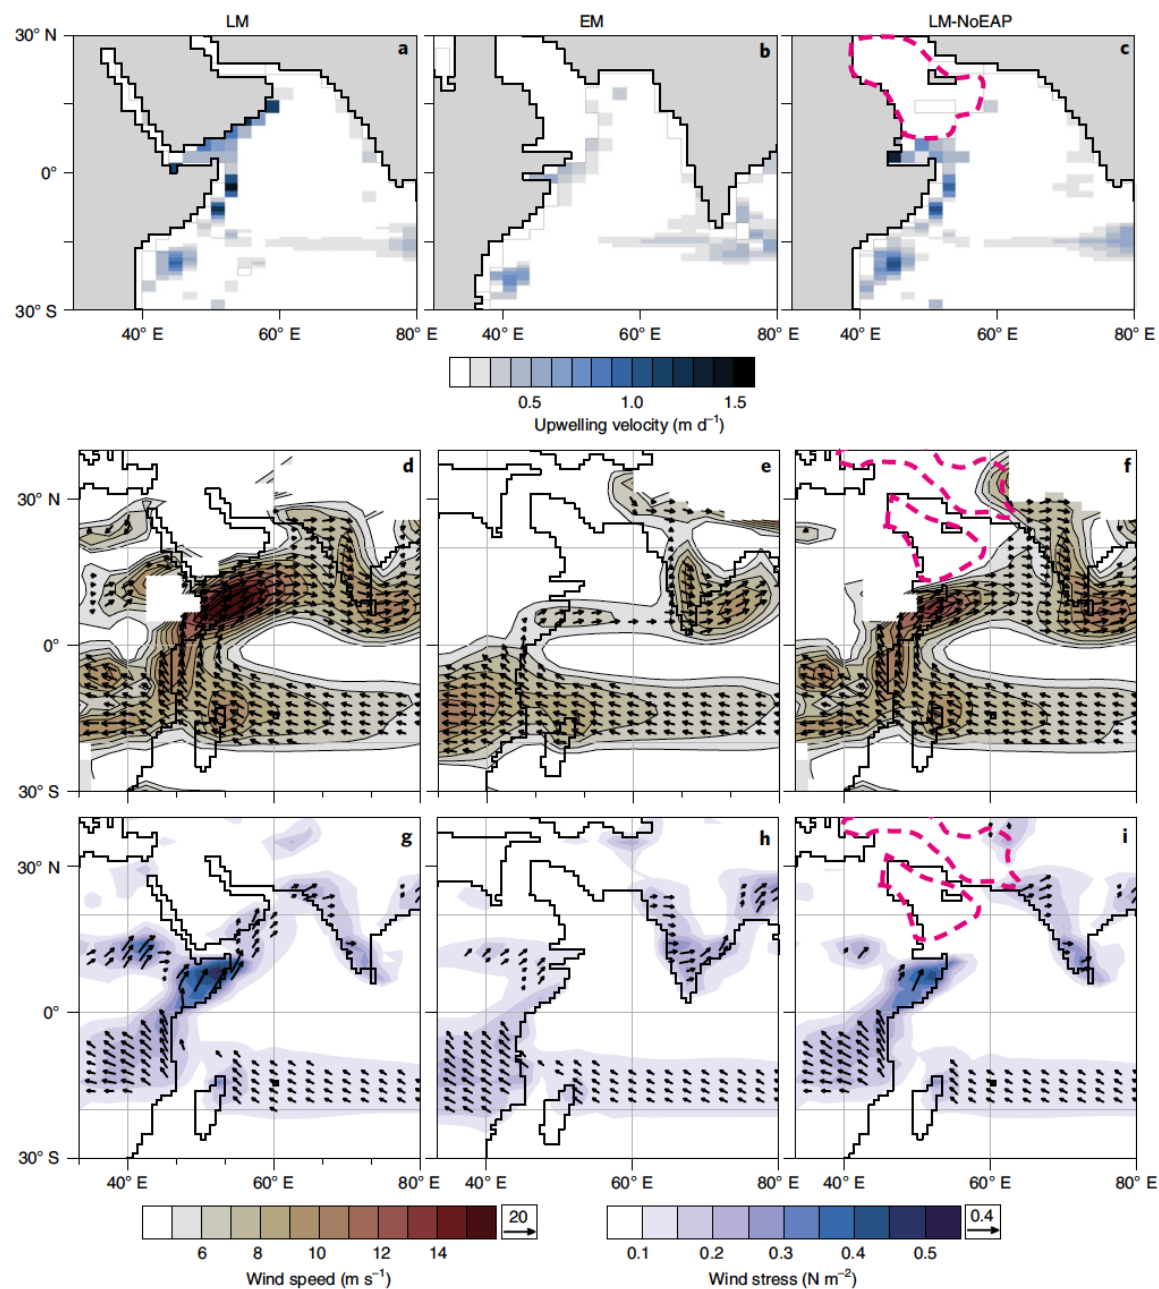 LM EM LM-NoEAP
30° N a b c
0°
30° S
40° E 60° E 80° E 40° E 60° E 80° E 40° E 60° E 80° E
0.5 1.0 1.5
Upwelling velocity (m d⁻¹)
d e f
30° N
0°
30° S
g h i
30° N
0°
30° S
40° E 60° E 80° E 40° E 60° E 80° E 40° E 60° E 80° E
20 0.4
6 8 10 12 14 0.1 0.2 0.3 0.4 0.5
Wind speed (m s⁻¹) Wind stress (N m⁻²)